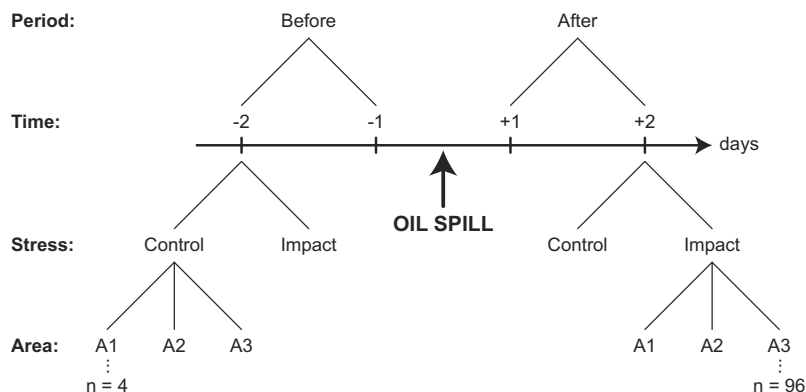 Period: Before After
Time: -2 -1 +1 +2
days
OIL SPILL
Stress: Control Impact Control Impact
Area: A1 A2 A3 A1 A2 A3
n = 4 n = 96